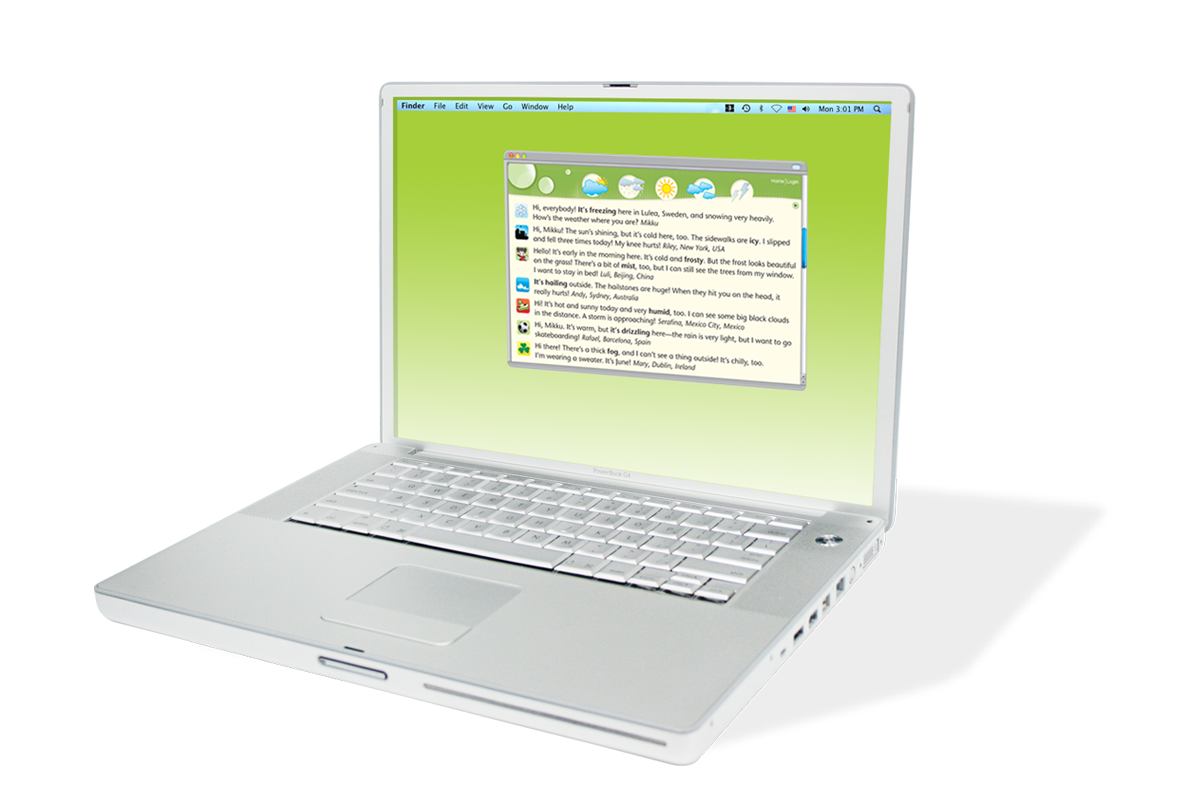 Finder File Edit View Go Window Help Mon 3:01 PM
Home | Login
Hi, everybody! It's freezing here in Lulea, Sweden, and snowing very heavily.
How's the weather where you are? Mikku
Hi, Mikku! The sun's shining, but it's cold here, too. The sidewalks are icy. I slipped
and fell three times today! My knee hurts! Riley, New York, USA
Hello! It's early in the morning here. It's cold and frosty. But the frost looks beautiful
on the grass! There's a bit of mist, too, but I can still see the trees from my window.
I want to stay in bed! Luli, Beijing, China
It's hailing outside. The hailstones are huge! When they hit you on the head, it
really hurts! Andy, Sydney, Australia
Hi! It's hot and sunny today and very humid, too. I can see some big black clouds
in the distance. A storm is approaching! Serafina, Mexico City, Mexico
Hi, Mikku. It's warm, but it's drizzling here—the rain is very light, but I want to go
skateboarding! Rafael, Barcelona, Spain
Hi there! There's a thick fog, and I can't see a thing outside! It's chilly, too.
I'm wearing a sweater. It's June! Mary, Dublin, Ireland
PowerBook G4